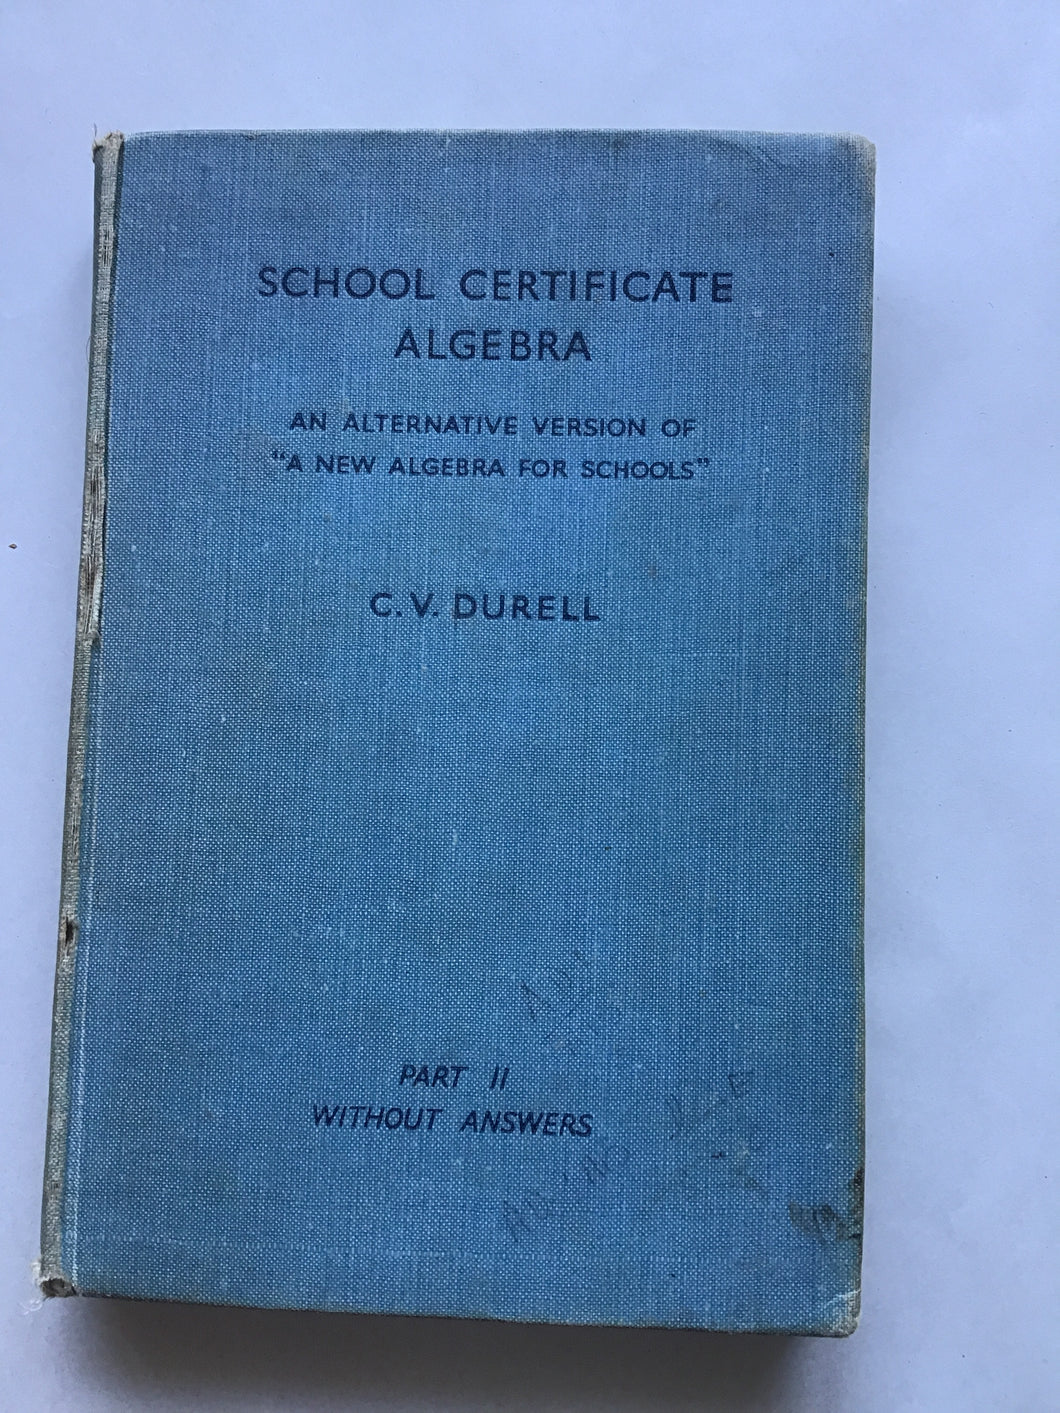 SCHOOL CERTIFICATE
ALGEBRA
AN ALTERNATIVE VERSION OF
"A NEW ALGEBRA FOR SCHOOLS"
C. V. DURELL
PART II
WITHOUT ANSWERS